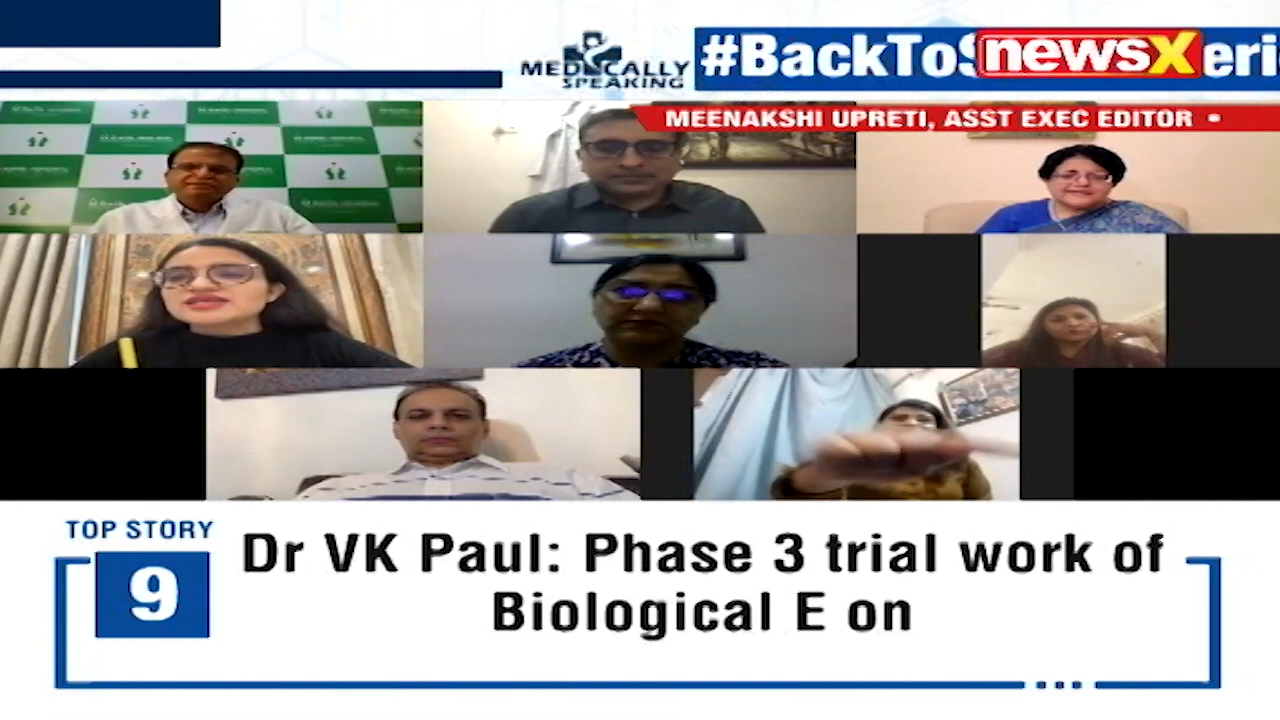 MEDICALLY
SPEAKING
#BackToS
newsX
eri
MEENAKSHI UPRETI, ASST EXEC EDITOR •
TOP STORY
9
Dr VK Paul: Phase 3 trial work of
Biological E on